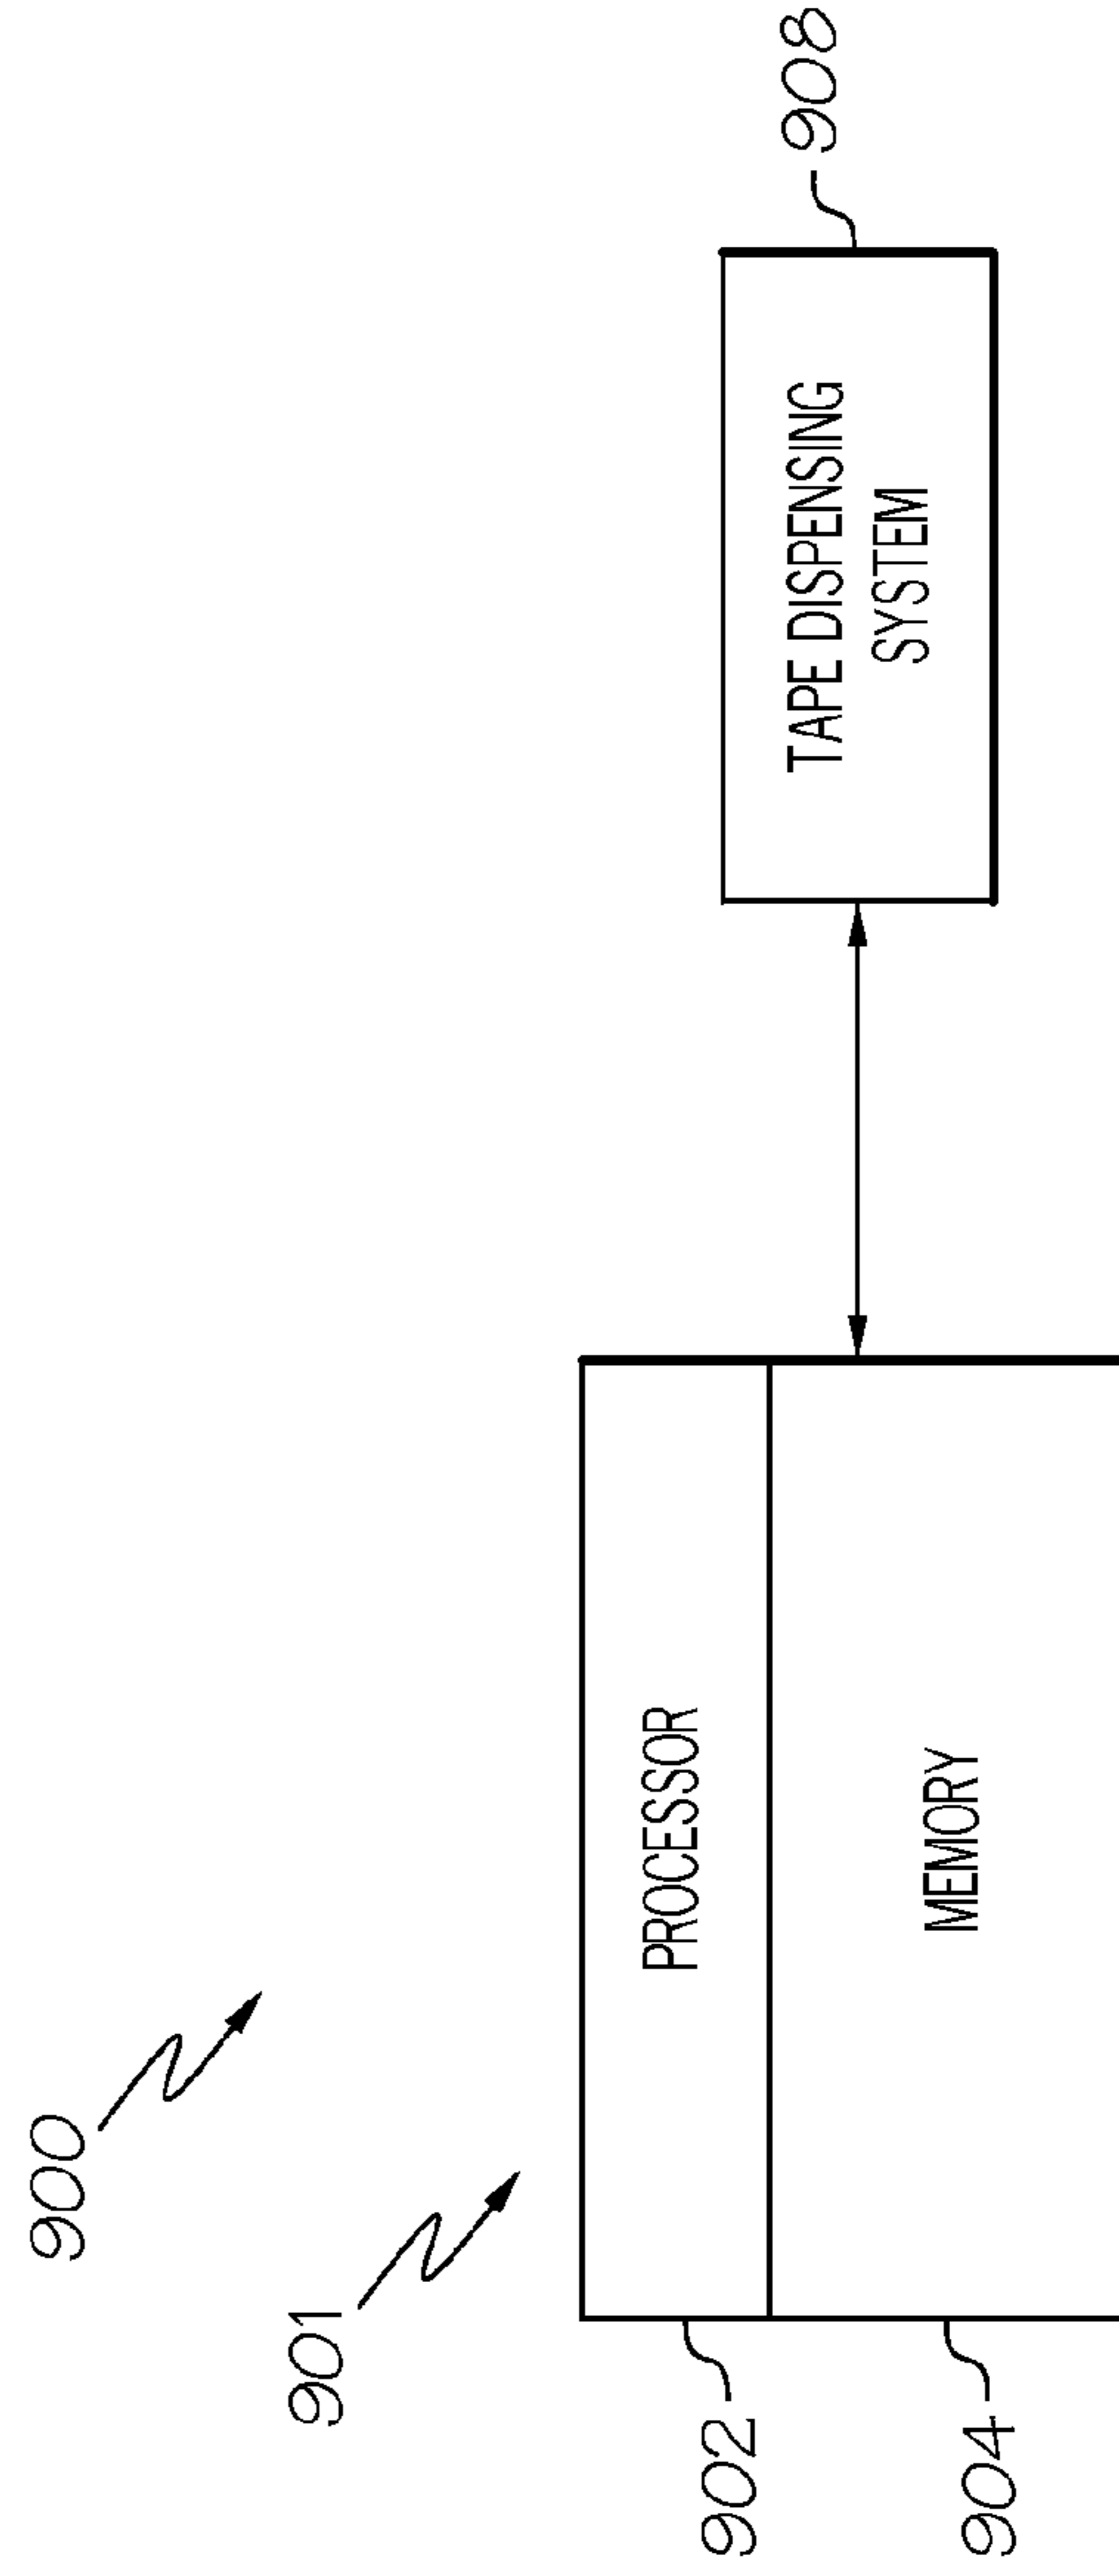 900
901
902
PROCESSOR
904
MEMORY
TAPE DISPENSING
SYSTEM
908